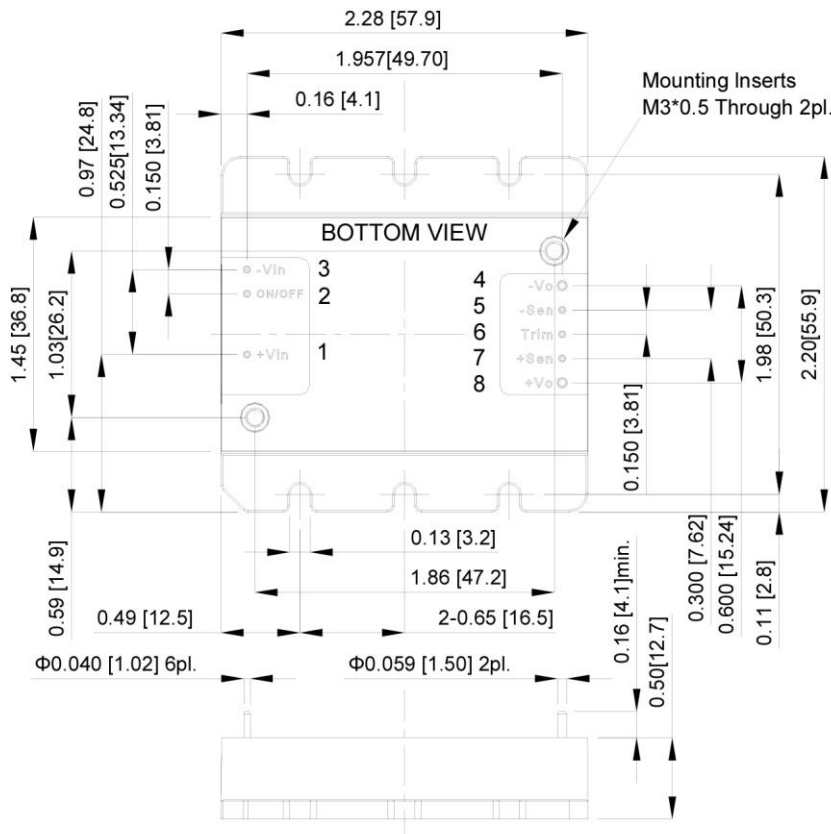 2.28 [57.9]
1.957[49.70]
0.16 [4.1]
Mounting Inserts
M3*0.5 Through 2pl.
0.97 [24.8]
0.525[13.34]
0.150 [3.81]
BOTTOM VIEW
-Vin 3
ON/OFF 2
+Vin 1
4 -Vo
5 -Sen
6 Trim
7 +Sen
8 +Vo
1.45 [36.8]
1.03[26.2]
1.98 [50.3]
2.20[55.9]
0.59 [14.9]
0.150 [3.81]
0.300 [7.62]
0.600 [15.24]
0.11 [2.8]
0.13 [3.2]
1.86 [47.2]
0.49 [12.5]
2-0.65 [16.5]
0.16 [4.1]min.
0.50[12.7]
Φ0.040 [1.02] 6pl.
Φ0.059 [1.50] 2pl.